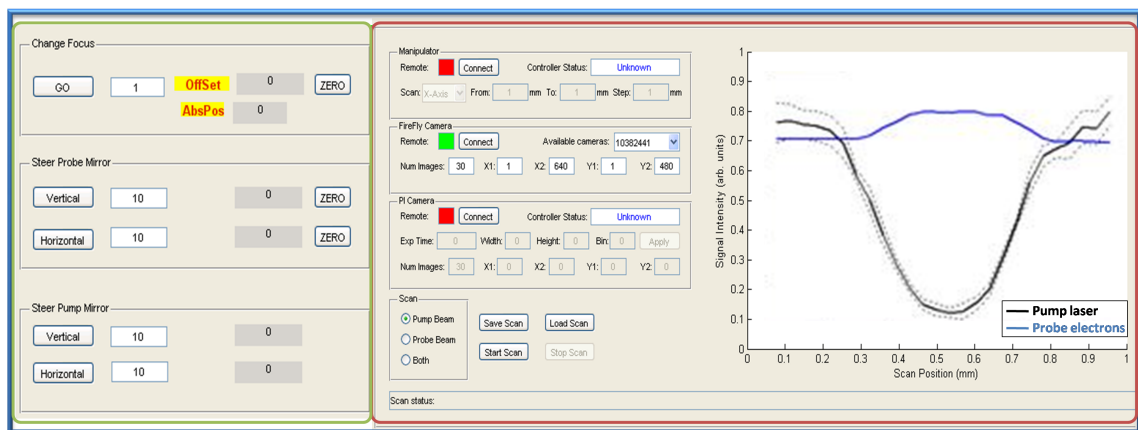 Change Focus
GO 1 OffSet 0 ZERO
AbsPos 0
Steer Probe Mirror
Vertical 10 0 ZERO
Horizontal 10 0 ZERO
Steer Pump Mirror
Vertical 10 0
Horizontal 10 0
Manipulator
Remote: Connect Controller Status: Unknown
Scan: X-Axis From: 1 mm To: 1 mm Step: 1 mm
FireFly Camera
Remote: Connect Available cameras: 10382441
Num Images: 30 X1: 1 X2: 640 Y1: 1 Y2: 480
PI Camera
Remote: Connect Controller Status: Unknown
Exp Time: 0 Width: 0 Height: 0 Bin: 0 Apply
Num Images: 30 X1: 0 X2: 0 Y1: 0 Y2: 0
Scan
Pump Beam Save Scan Load Scan
Probe Beam
Both Start Scan Stop Scan
Scan status:
Signal Intensity (arb. units)
1
0.9
0.8
0.7
0.6
0.5
0.4
0.3
0.2
0.1
0
Pump laser
Probe electrons
0 0.1 0.2 0.3 0.4 0.5 0.6 0.7 0.8 0.9 1
Scan Position (mm)